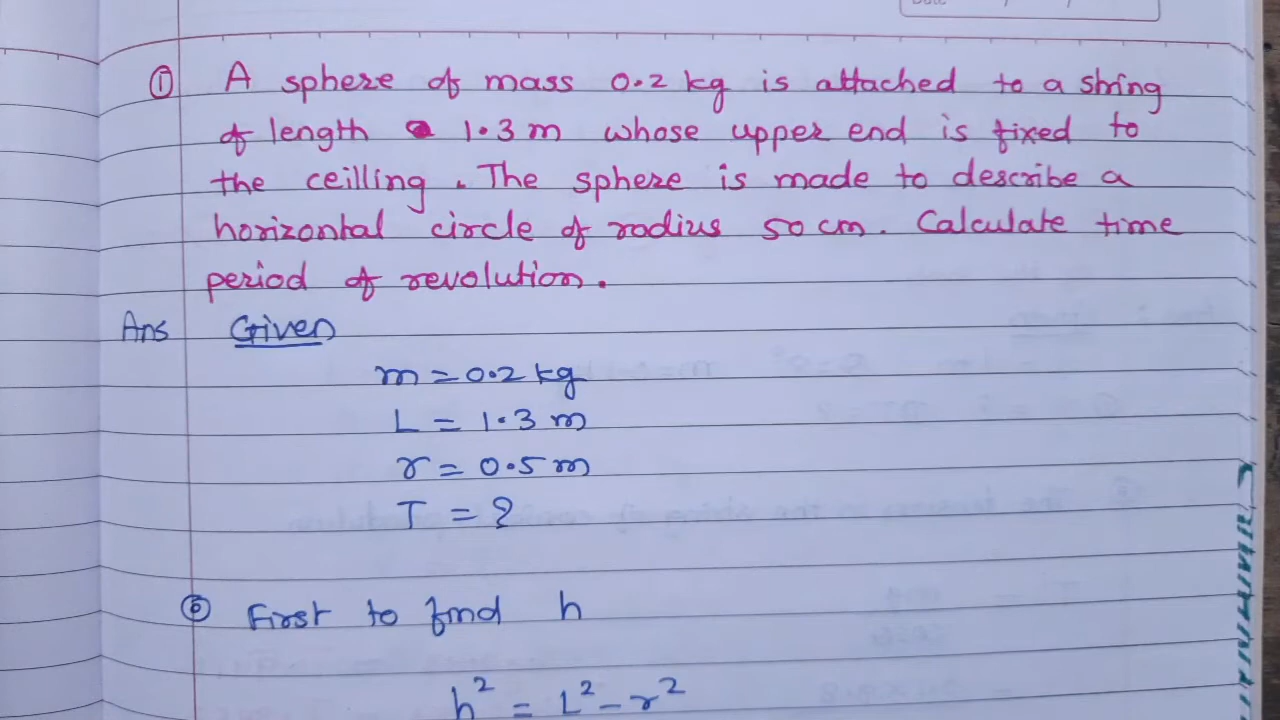 ① A sphere of mass 0.2 kg is attached to a string
of length 1.3 m whose upper end is fixed to
the ceilling. The sphere is made to describe a
horizontal circle of radius 50 cm. Calculate time
period of revolution.
Ans Given
m = 0.2 kg
L = 1.3 m
r = 0.5 m
T = ?
First to find h
h² = L² - r²